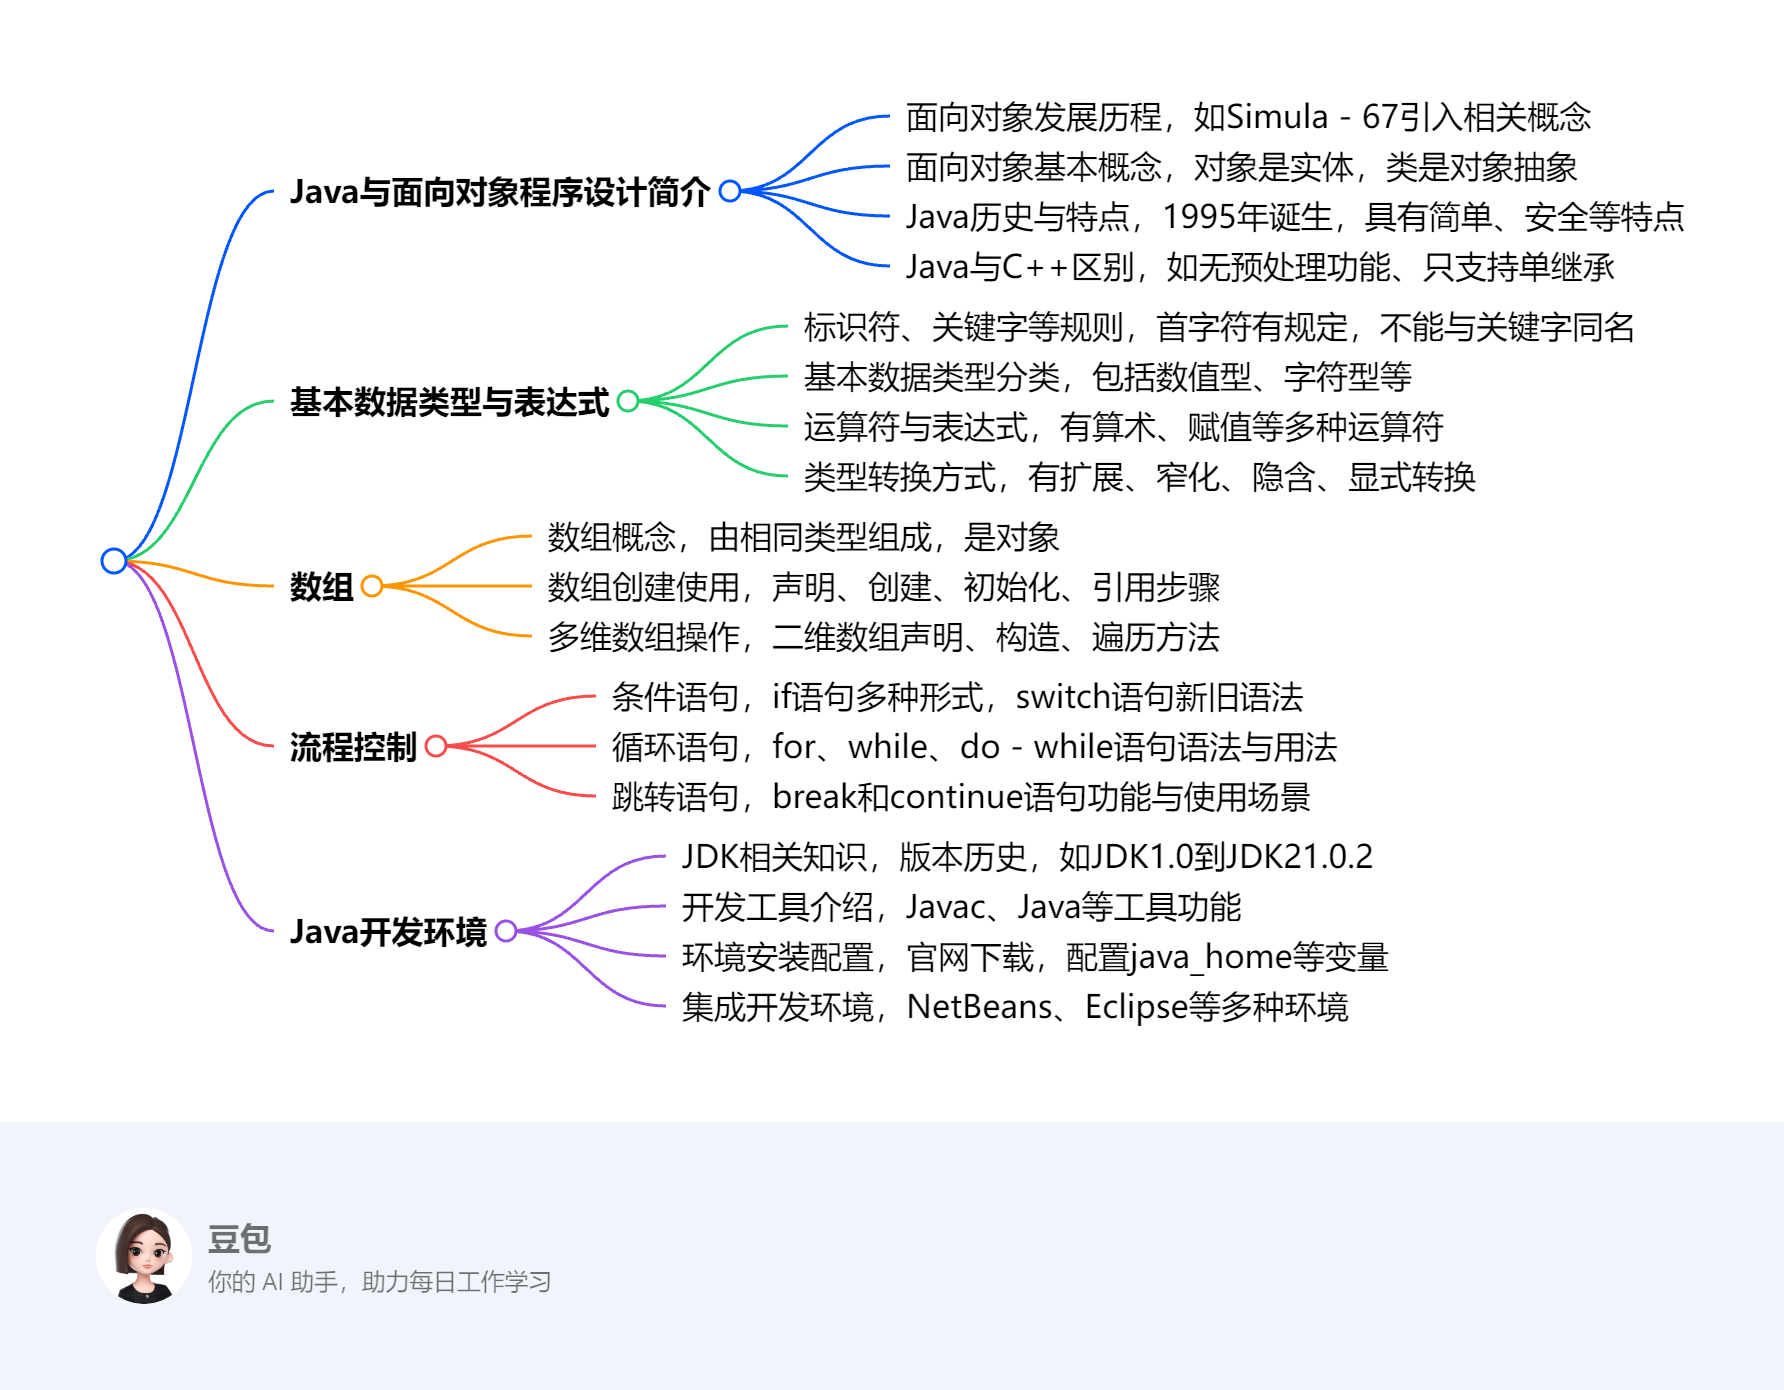 Java与面向对象程序设计简介
面向对象发展历程，如Simula - 67引入相关概念
面向对象基本概念，对象是实体，类是对象抽象
Java历史与特点，1995年诞生，具有简单、安全等特点
Java与C++区别，如无预处理功能、只支持单继承
基本数据类型与表达式
标识符、关键字等规则，首字符有规定，不能与关键字同名
基本数据类型分类，包括数值型、字符型等
运算符与表达式，有算术、赋值等多种运算符
类型转换方式，有扩展、窄化、隐含、显式转换
数组
数组概念，由相同类型组成，是对象
数组创建使用，声明、创建、初始化、引用步骤
多维数组操作，二维数组声明、构造、遍历方法
流程控制
条件语句，if语句多种形式，switch语句新旧语法
循环语句，for、while、do - while语句语法与用法
跳转语句，break和continue语句功能与使用场景
Java开发环境
JDK相关知识，版本历史，如JDK1.0到JDK21.0.2
开发工具介绍，Javac、Java等工具功能
环境安装配置，官网下载，配置java_home等变量
集成开发环境，NetBeans、Eclipse等多种环境
豆包
你的 AI 助手，助力每日工作学习